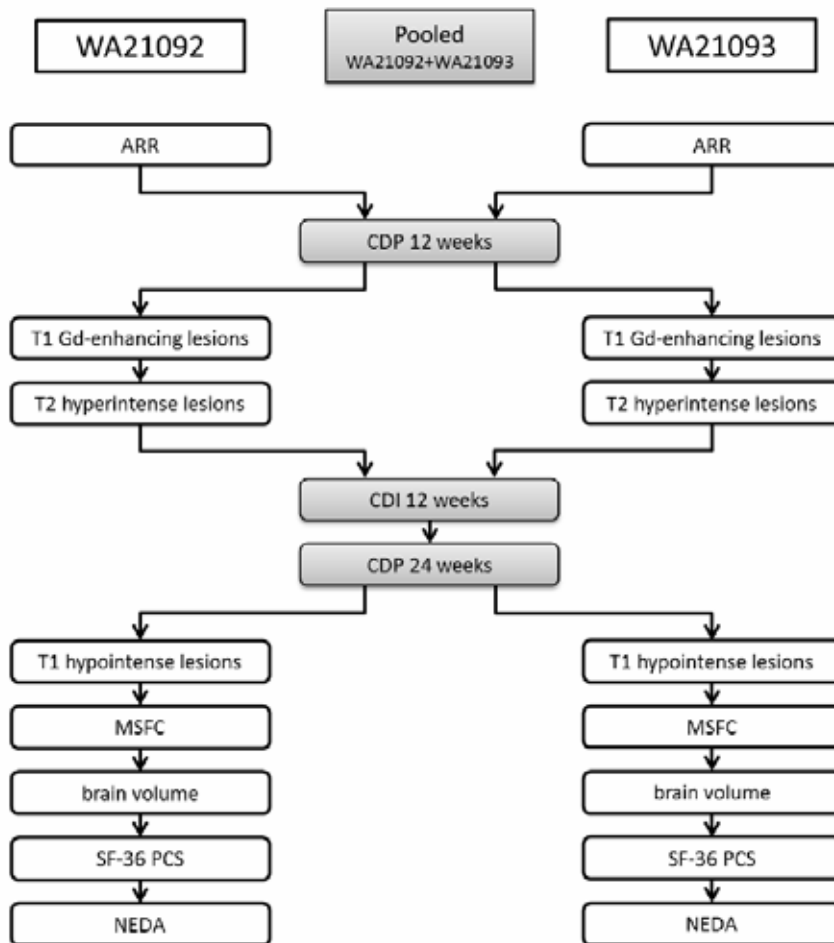 WA21092
Pooled
WA21092+WA21093
WA21093
ARR
ARR
CDP 12 weeks
T1 Gd-enhancing lesions
T1 Gd-enhancing lesions
T2 hyperintense lesions
T2 hyperintense lesions
CDI 12 weeks
CDP 24 weeks
T1 hypointense lesions
T1 hypointense lesions
MSFC
MSFC
brain volume
brain volume
SF-36 PCS
SF-36 PCS
NEDA
NEDA